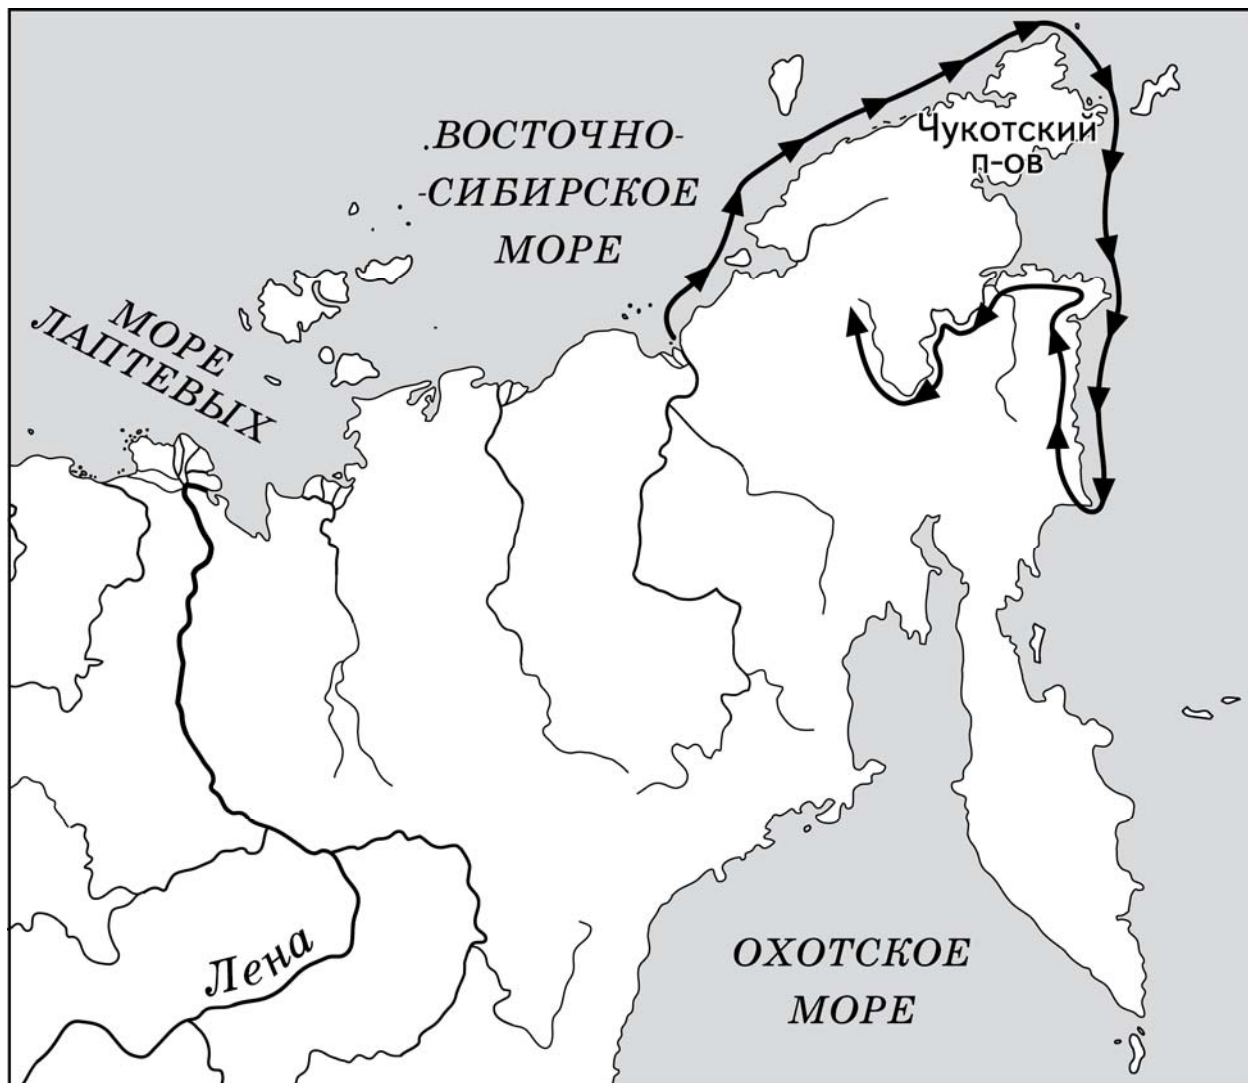 Чукотский
п-ов
.ВОСТОЧНО-
-СИБИРСКОЕ
МОРЕ
МОРЕ
ЛАПТЕВЫХ
Лена
ОХОТСКОЕ
МОРЕ